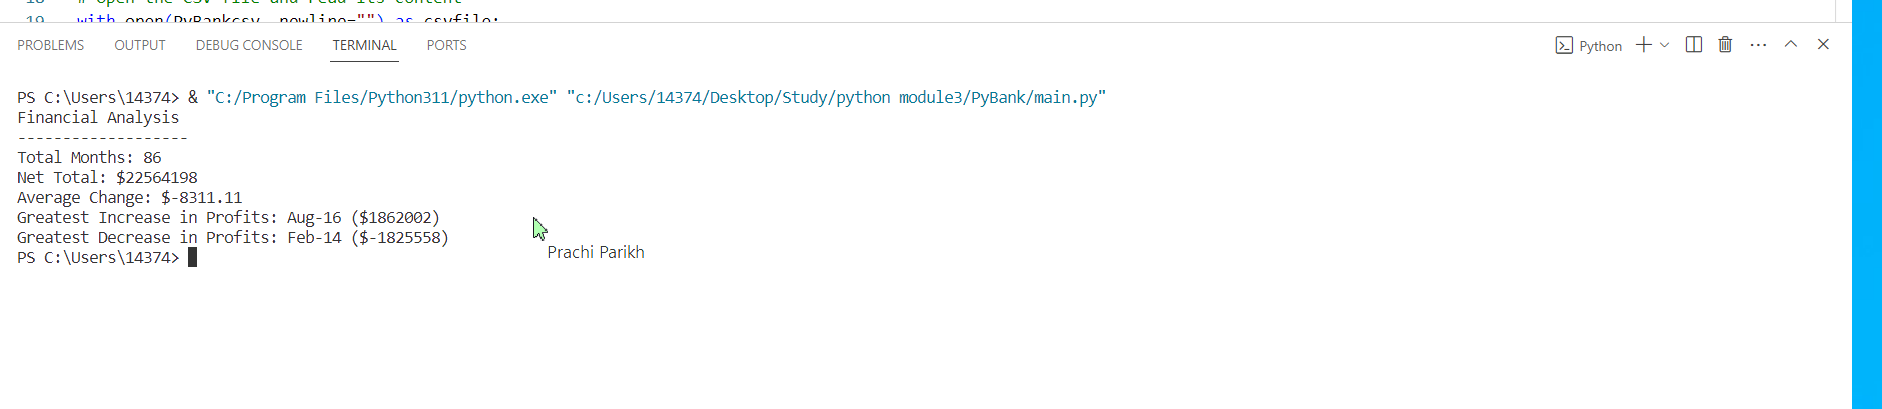 # Open the CSV file and read its content
19 with open(PyBankcsv, newline="") as csvfile:
PROBLEMS OUTPUT DEBUG CONSOLE TERMINAL PORTS Python
PS C:\Users\14374> & "C:/Program Files/Python311/python.exe" "c:/Users/14374/Desktop/Study/python module3/PyBank/main.py"
Financial Analysis
-------------------
Total Months: 86
Net Total: $22564198
Average Change: $-8311.11
Greatest Increase in Profits: Aug-16 ($1862002)
Greatest Decrease in Profits: Feb-14 ($-1825558)
PS C:\Users\14374>
Prachi Parikh